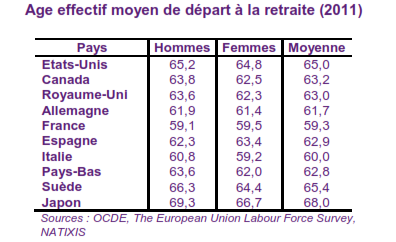 Age effectif moyen de départ à la retraite (2011)
Pays Hommes Femmes Moyenne
Etats-Unis 65,2 64,8 65,0
Canada 63,8 62,5 63,2
Royaume-Uni 63,6 62,3 63,0
Allemagne 61,9 61,4 61,7
France 59,1 59,5 59,3
Espagne 62,3 63,4 62,9
Italie 60,8 59,2 60,0
Pays-Bas 63,6 62,0 62,8
Suède 66,3 64,4 65,4
Japon 69,3 66,7 68,0
Sources : OCDE, The European Union Labour Force Survey,
NATIXIS